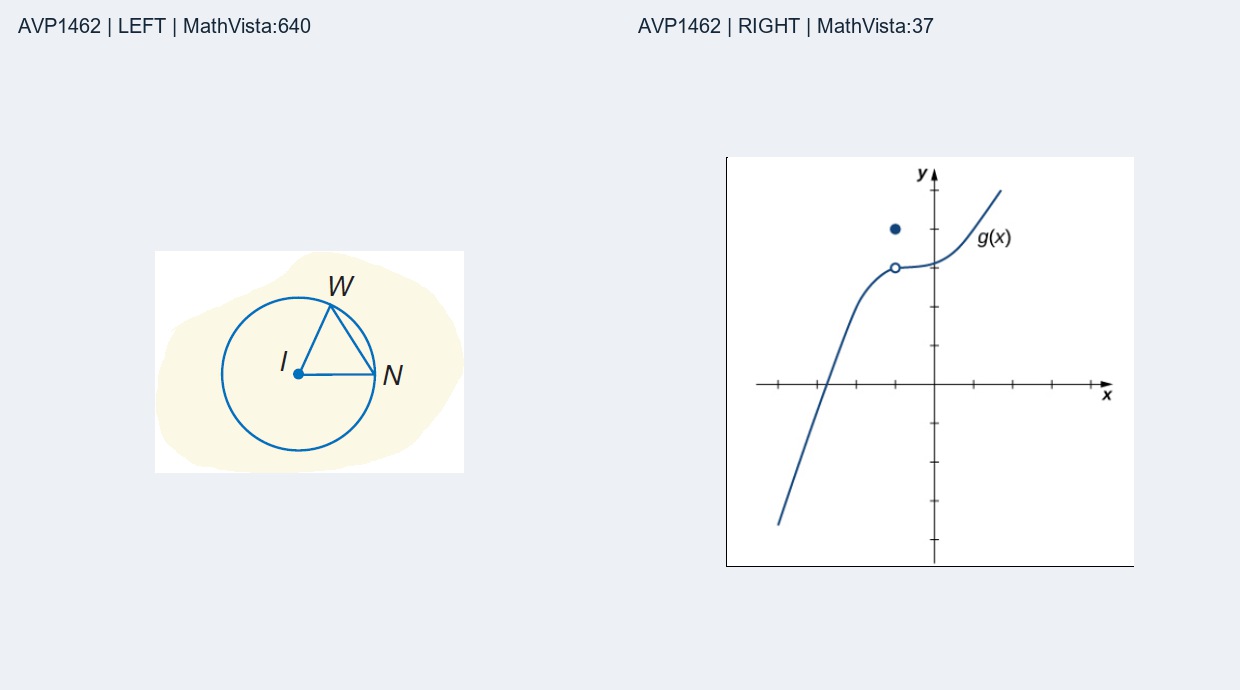 AVP1462 | LEFT | MathVista:640
AVP1462 | RIGHT | MathVista:37
W
I
N
y
g(x)
x